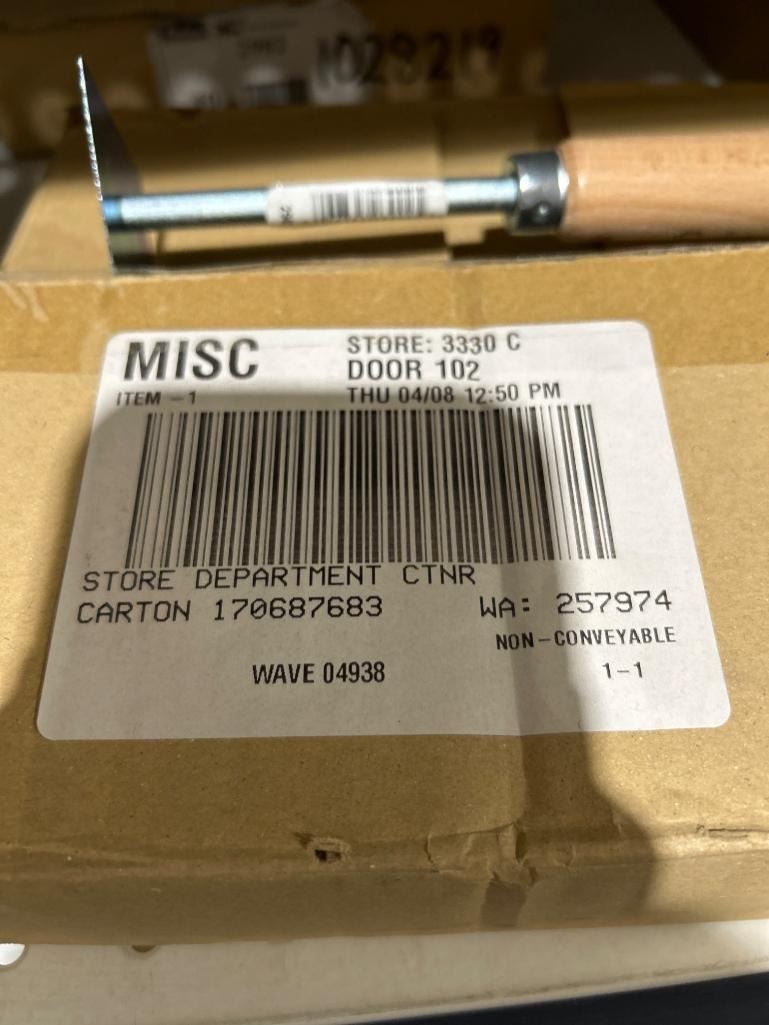 1028219
MISC
STORE: 3330 C
DOOR 102
ITEM -1
THU 04/08 12:50 PM
STORE DEPARTMENT CTNR
CARTON 170687683
WA: 257974
NON-CONVEYABLE
WAVE 04938
1-1